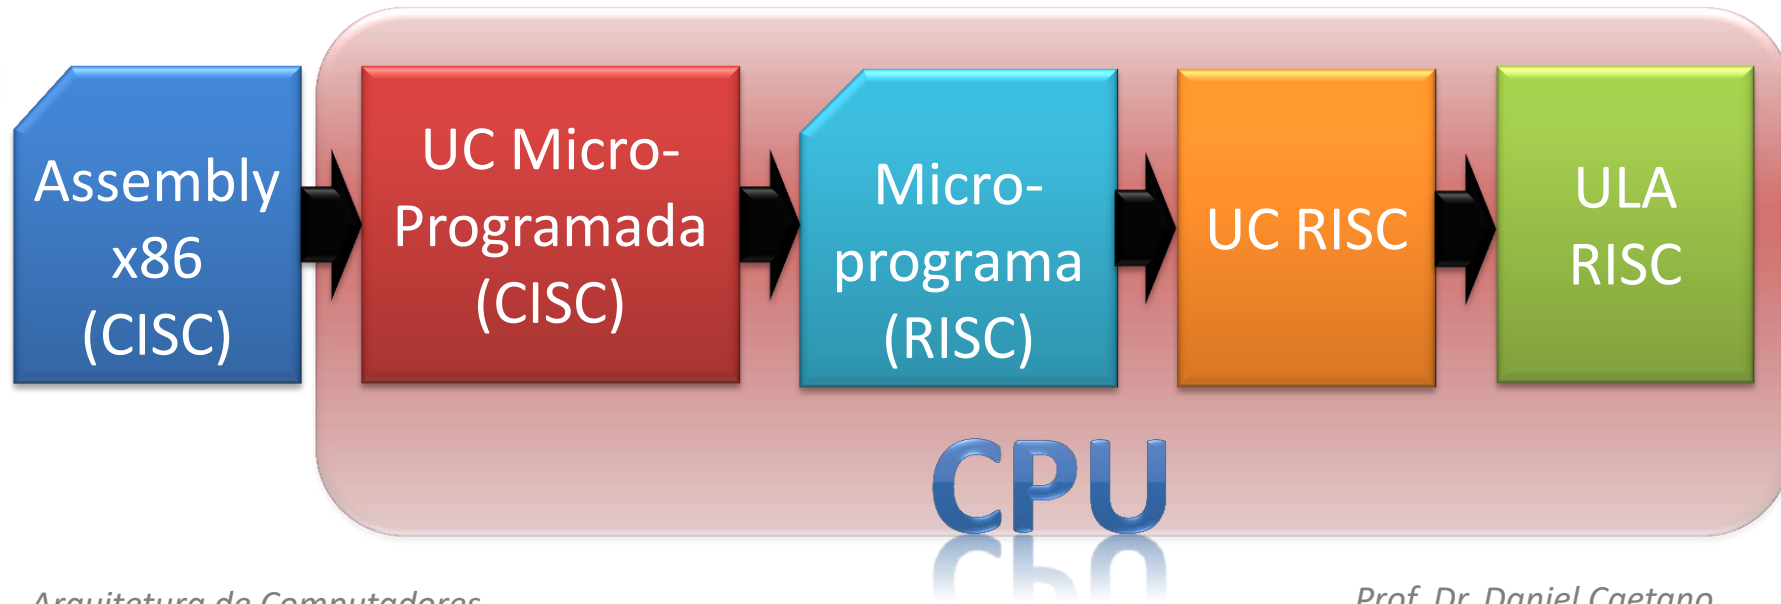 Assembly
x86
(CISC)
UC Micro-
Programada
(CISC)
Micro-
programa
(RISC)
UC RISC
ULA
RISC
CPU
Arquitetura de Computadores
Prof. Dr. Daniel Caetano